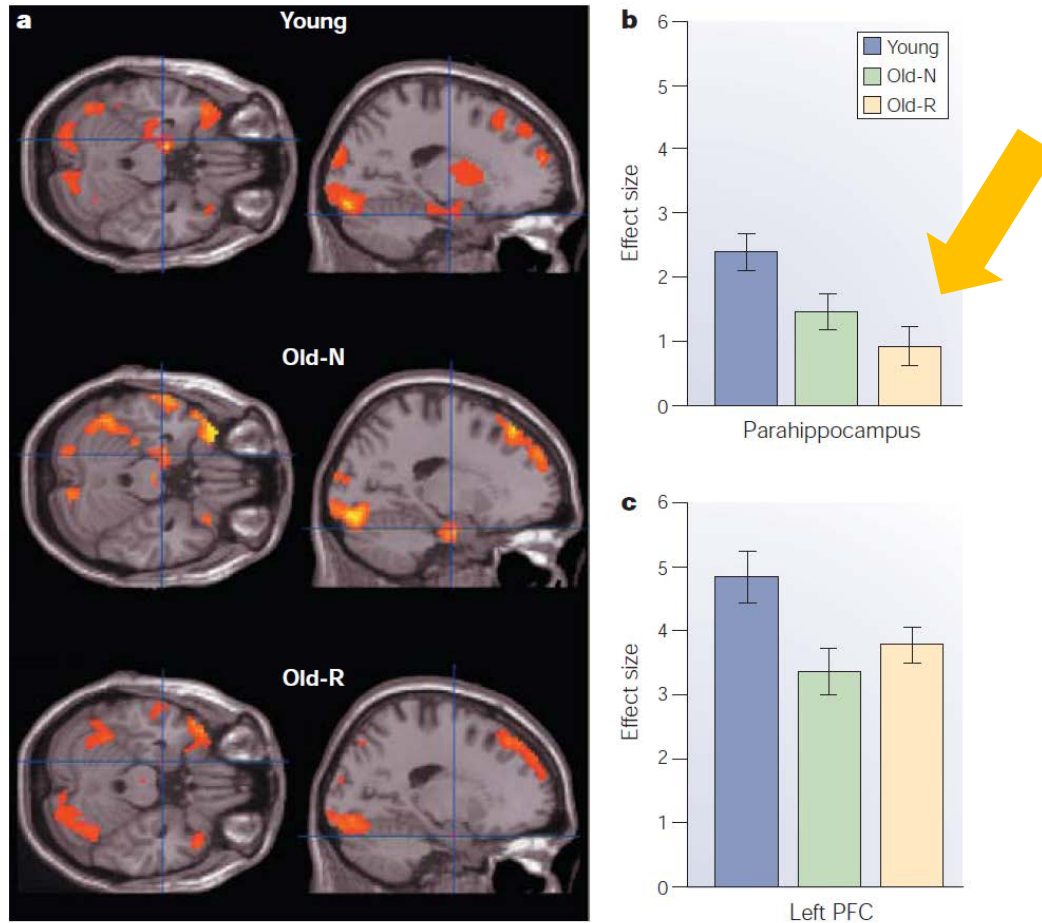 a
Young
Old-N
Old-R
b
6
5
4
3
2
1
0
Effect size
Young
Old-N
Old-R
Parahippocampus
c
6
5
4
3
2
1
0
Effect size
Left PFC